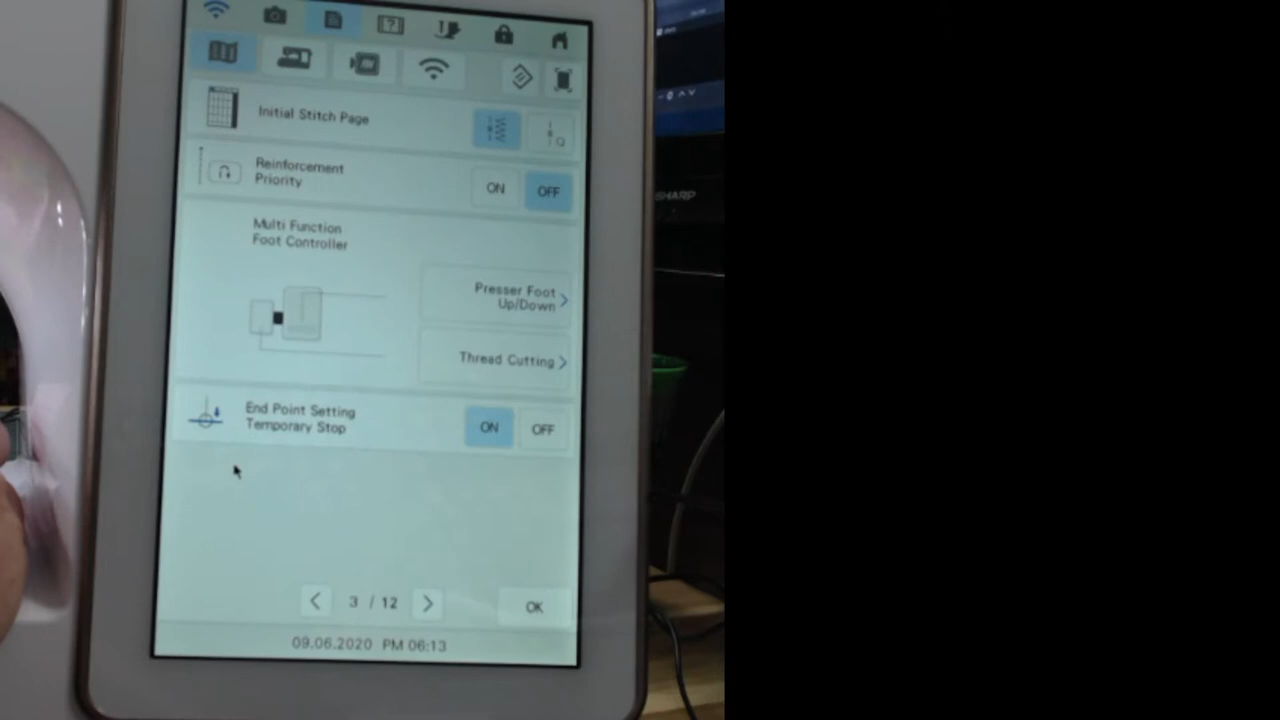 Initial Stitch Page
Reinforcement
Priority
ON
OFF
Multi Function
Foot Controller
Presser Foot
Up/Down
Thread Cutting
End Point Setting
Temporary Stop
ON
OFF
3 / 12
OK
09.06.2020 PM 06:13
SHARP